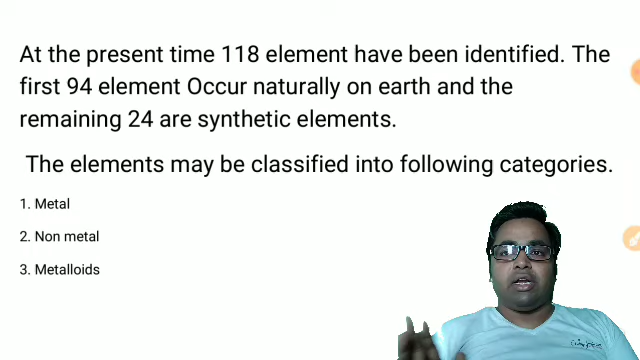 At the present time 118 element have been identified. The
first 94 element Occur naturally on earth and the
remaining 24 are synthetic elements.
The elements may be classified into following categories.
1. Metal
2. Non metal
3. Metalloids